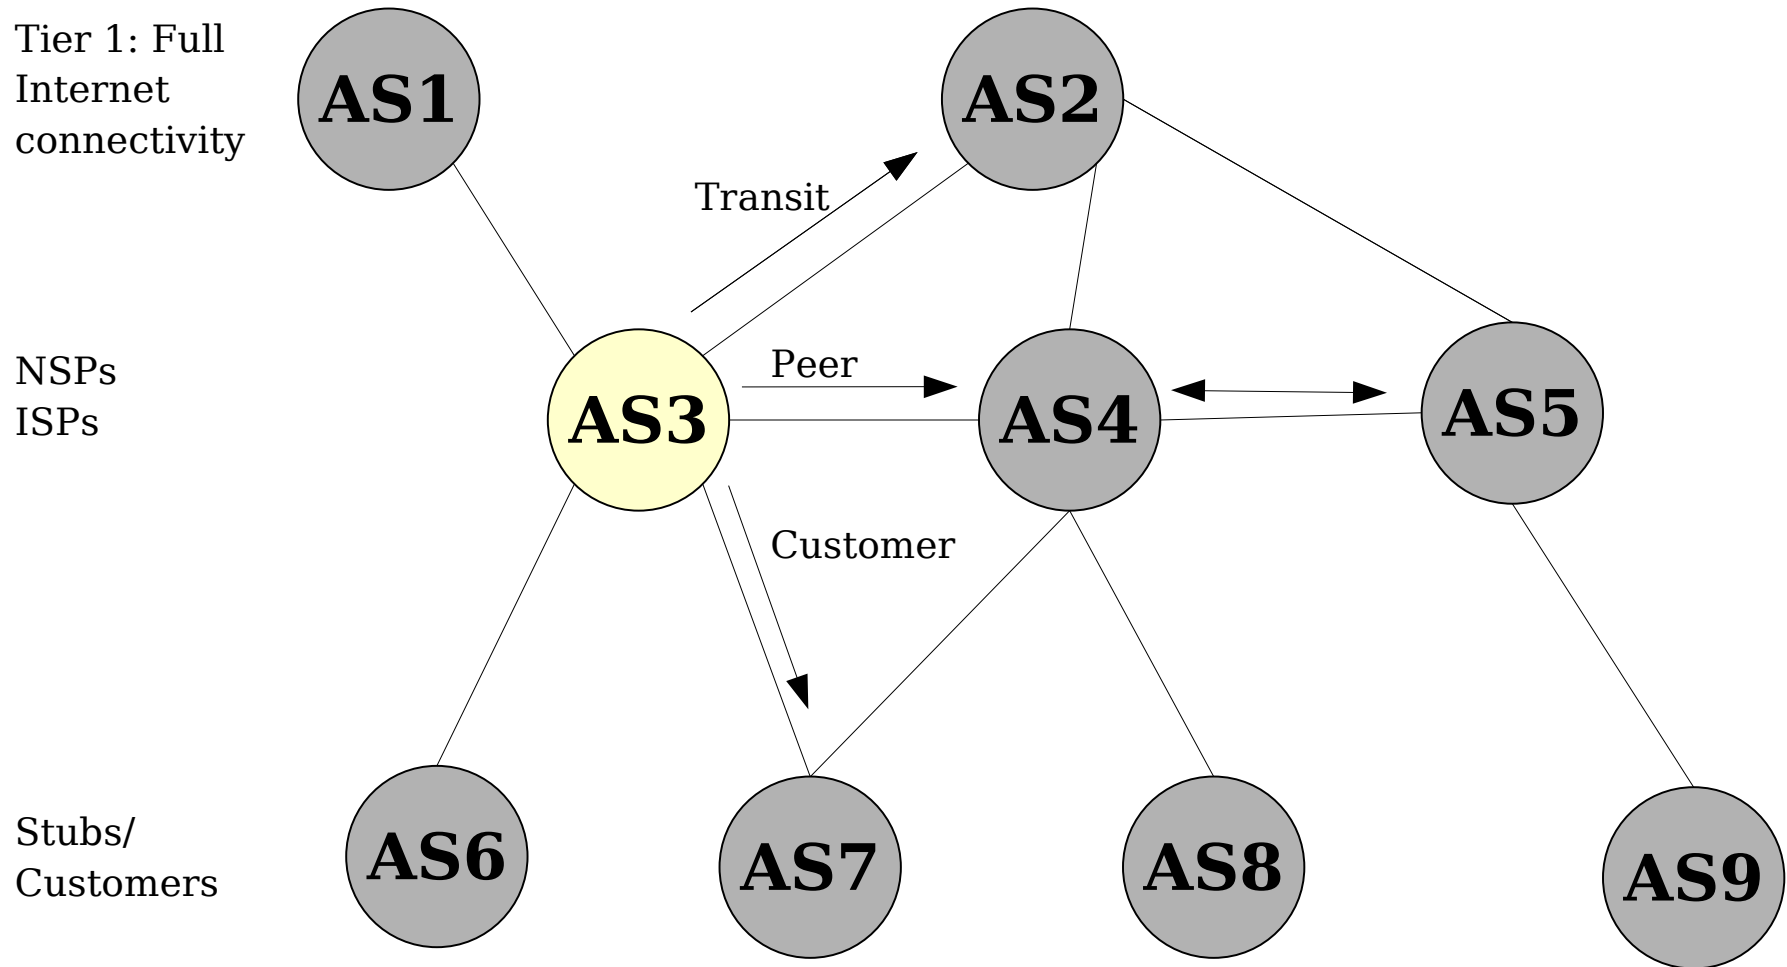 Tier 1: Full
Internet
connectivity
AS1
AS2
Transit
NSPs
ISPs
AS3
Peer
AS4
AS5
Customer
Stubs/
Customers
AS6
AS7
AS8
AS9